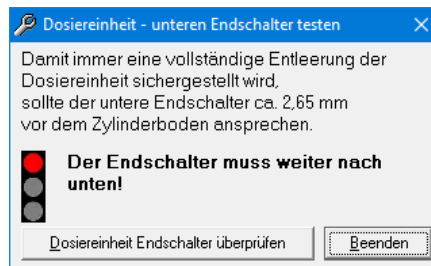 Dosiereinheit - unteren Endschalter testen
Damit immer eine vollständige Entleerung der
Dosiereinheit sichergestellt wird,
sollte der untere Endschalter ca. 2,65 mm
vor dem Zylinderboden ansprechen.
Der Endschalter muss weiter nach
unten!
Dosiereinheit Endschalter überprüfen
Beenden